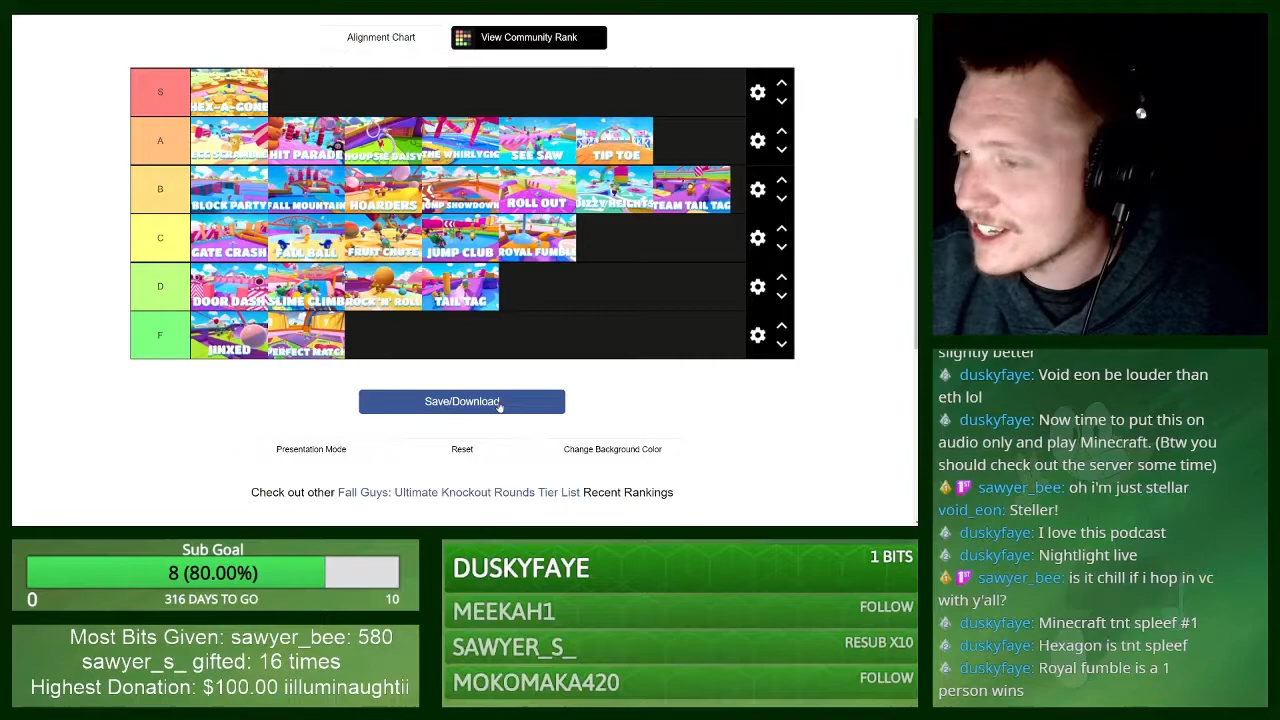 Alignment Chart
View Community Rank
S
HEX-A-GONE
A
EGG SCRAMBLE
HIT PARADE
HOOPSIE DAISY
THE WHIRLYGIG
SEE SAW
TIP TOE
B
BLOCK PARTY
FALL MOUNTAIN
HOARDERS
JUMP SHOWDOWN
ROLL OUT
DIZZY HEIGHTS
TEAM TAIL TAG
C
GATE CRASH
FALL BALL
FRUIT CHUTE
JUMP CLUB
ROYAL FUMBLE
D
DOOR DASH
SLIME CLIMB
ROCK 'N' ROLL
TAIL TAG
F
JINXED
PERFECT MATCH
Save/Download
Presentation Mode
Reset
Change Background Color
Check out other Fall Guys: Ultimate Knockout Rounds Tier List Recent Rankings
slightly better
duskyfaye: Void eon be louder than
eth lol
duskyfaye: Now time to put this on
audio only and play Minecraft. (Btw you
should check out the server some time)
1ST sawyer_bee: oh i'm just stellar
void_eon: Steller!
duskyfaye: I love this podcast
duskyfaye: Nightlight live
1ST sawyer_bee: is it chill if i hop in vc
with y'all?
duskyfaye: Minecraft tnt spleef #1
duskyfaye: Hexagon is tnt spleef
duskyfaye: Royal fumble is a 1
person wins
Sub Goal
8 (80.00%)
0
316 DAYS TO GO
10
Most Bits Given: sawyer_bee: 580
sawyer_s_ gifted: 16 times
Highest Donation: $100.00 iilluminaughtii
DUSKYFAYE
1 BITS
MEEKAH1
FOLLOW
SAWYER_S_
RESUB X10
MOKOMAKA420
FOLLOW